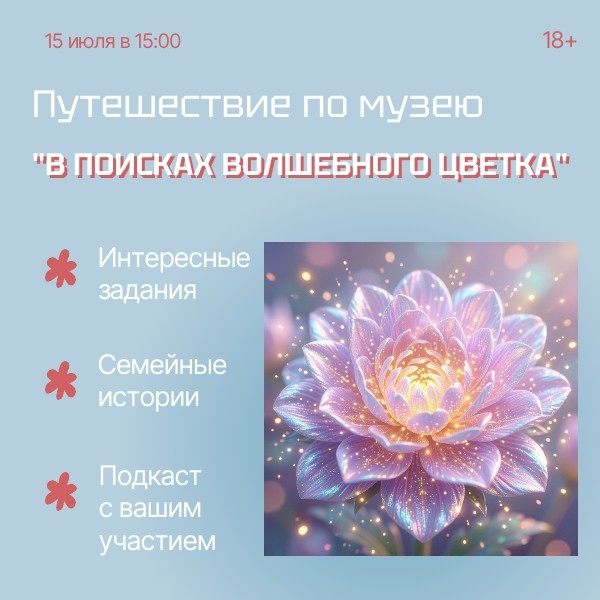 15 июля в 15:00
18+
Путешествие по музею
"В ПОИСКАХ ВОЛШЕБНОГО ЦВЕТКА"
Интересные
задания
Семейные
истории
Подкаст
с вашим
участием